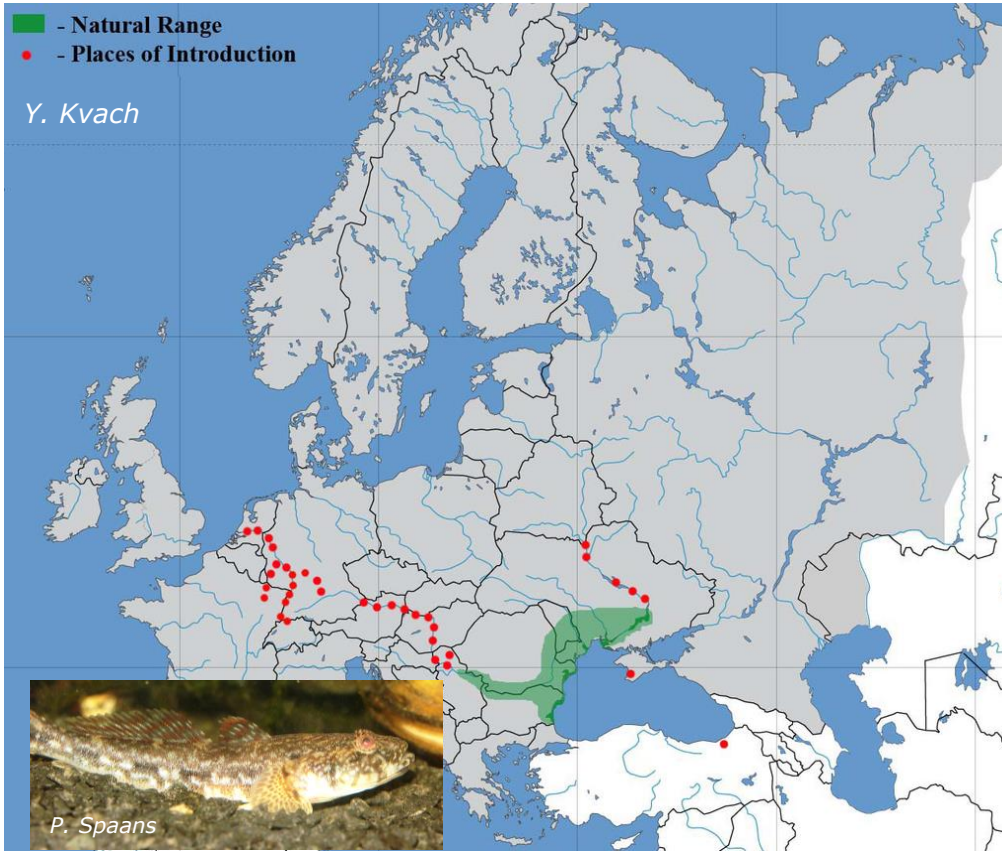 - Natural Range
- Places of Introduction
Y. Kvach
P. Spaans